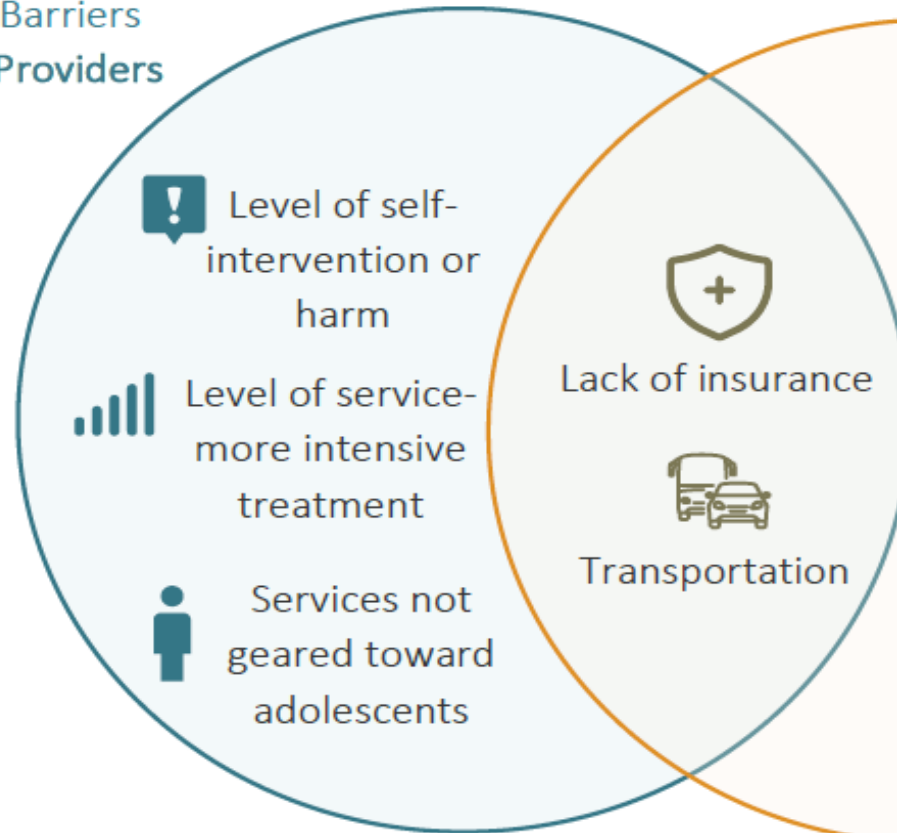 Barriers
Providers
Level of self-
intervention or
harm
Level of service-
more intensive
treatment
Services not
geared toward
adolescents
Lack of insurance
Transportation